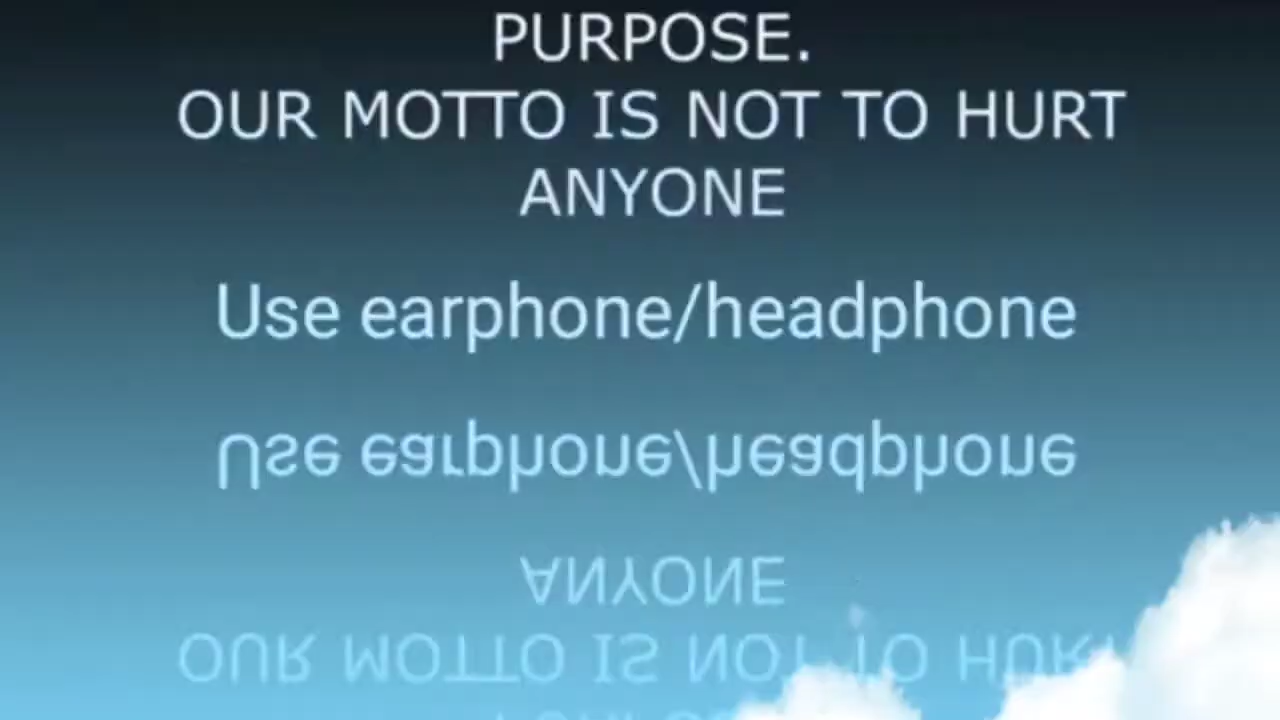 PURPOSE.
OUR MOTTO IS NOT TO HURT
ANYONE
Use earphone/headphone
Use earphone/headphone
ANYONE
OUR MOTTO IS NOT TO HURT